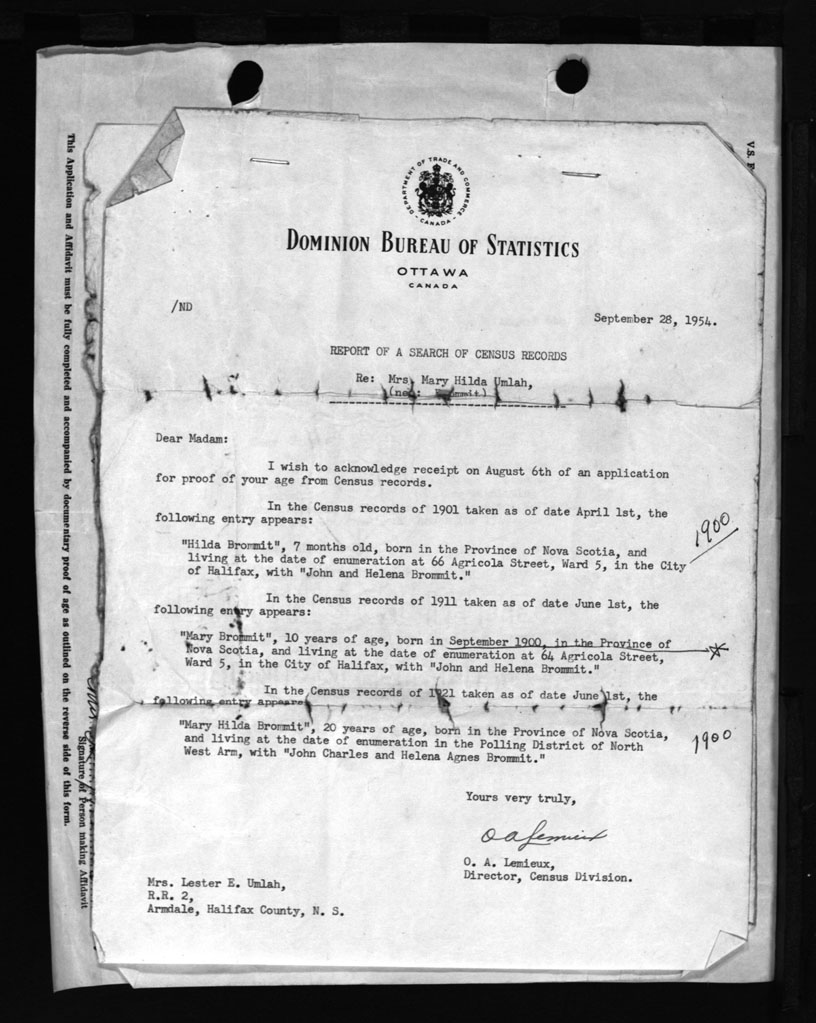 DEPARTMENT OF TRADE AND COMMERCE
- CANADA -
DOMINION BUREAU OF STATISTICS
OTTAWA
CANADA
/ND
September 28, 1954.
REPORT OF A SEARCH OF CENSUS RECORDS
Re: Mrs. Mary Hilda Umlah,
(nee: Brommit)
Dear Madam:
I wish to acknowledge receipt on August 6th of an application
for proof of your age from Census records.
In the Census records of 1901 taken as of date April 1st, the
following entry appears:
1900
"Hilda Brommit", 7 months old, born in the Province of Nova Scotia, and
living at the date of enumeration at 66 Agricola Street, Ward 5, in the City
of Halifax, with "John and Helena Brommit."
In the Census records of 1911 taken as of date June 1st, the
following entry appears:
"Mary Brommit", 10 years of age, born in September 1900, in the Province of
Nova Scotia, and living at the date of enumeration at 64 Agricola Street,
Ward 5, in the City of Halifax, with "John and Helena Brommit."
In the Census records of 1921 taken as of date June 1st, the
following entry appears:
"Mary Hilda Brommit", 20 years of age, born in the Province of Nova Scotia,
and living at the date of enumeration in the Polling District of North
West Arm, with "John Charles and Helena Agnes Brommit."
1900
Yours very truly,
O A Lemieux
O. A. Lemieux,
Director, Census Division.
Mrs. Lester E. Umlah,
R.R. 2,
Armdale, Halifax County, N. S.
This Application and Affidavit must be fully completed and accompanied by documentary proof of age as outlined on the reverse side of this form.
Signature of Person making Affidavit
V.S. F